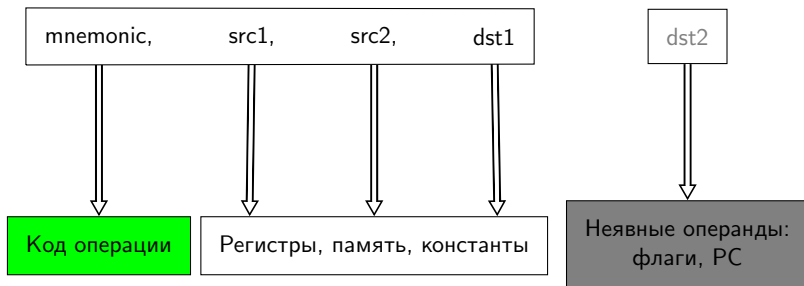 mnemonic, src1, src2, dst1 dst2
Код операции Регистры, память, константы
Неявные операнды:
флаги, PC